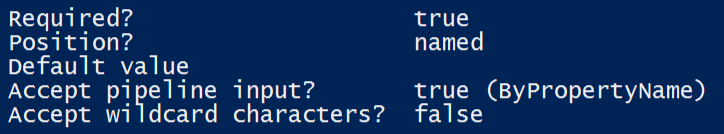 Required?                    true
Position?                    named
Default value
Accept pipeline input?       true (ByPropertyName)
Accept wildcard characters?  false